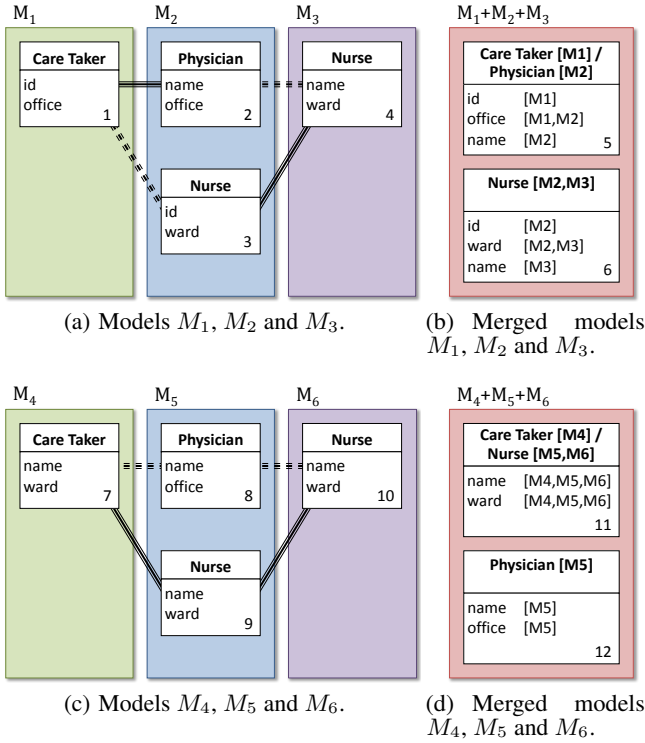 M1
M2
M3
M1+M2+M3
Care Taker
id
office
1
Physician
name
office
2
Nurse
name
ward
4
Nurse
id
ward
3
Care Taker [M1] /
Physician [M2]
id [M1]
office [M1,M2]
name [M2]
5
Nurse [M2,M3]
id [M2]
ward [M2,M3]
name [M3]
6
(a) Models M1, M2 and M3.
(b) Merged models
M1, M2 and M3.
M4
M5
M6
M4+M5+M6
Care Taker
name
ward
7
Physician
name
office
8
Nurse
name
ward
10
Nurse
name
ward
9
Care Taker [M4] /
Nurse [M5,M6]
name [M4,M5,M6]
ward [M4,M5,M6]
11
Physician [M5]
name [M5]
office [M5]
12
(c) Models M4, M5 and M6.
(d) Merged models
M4, M5 and M6.